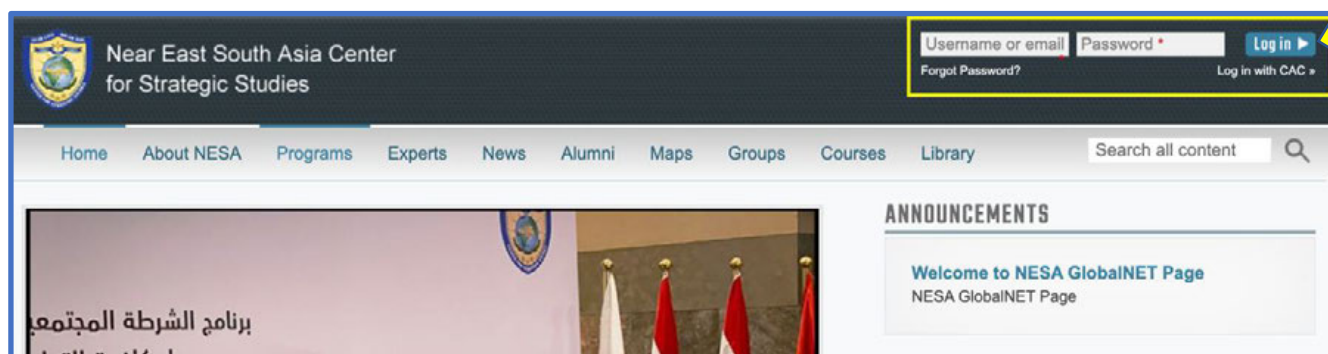 Near East South Asia Center
for Strategic Studies
Username or email *
Password *
Log in
Forgot Password?
Log in with CAC »
Home About NESA Programs Experts News Alumni Maps Groups Courses Library
Search all content
ANNOUNCEMENTS
Welcome to NESA GlobalNET Page
NESA GlobalNET Page
برنامج الشرطة